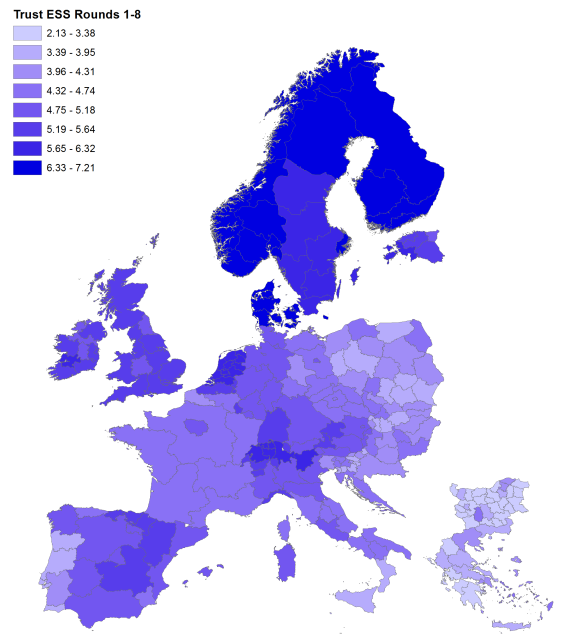 Trust ESS Rounds 1-8
2.13 - 3.38
3.39 - 3.95
3.96 - 4.31
4.32 - 4.74
4.75 - 5.18
5.19 - 5.64
5.65 - 6.32
6.33 - 7.21